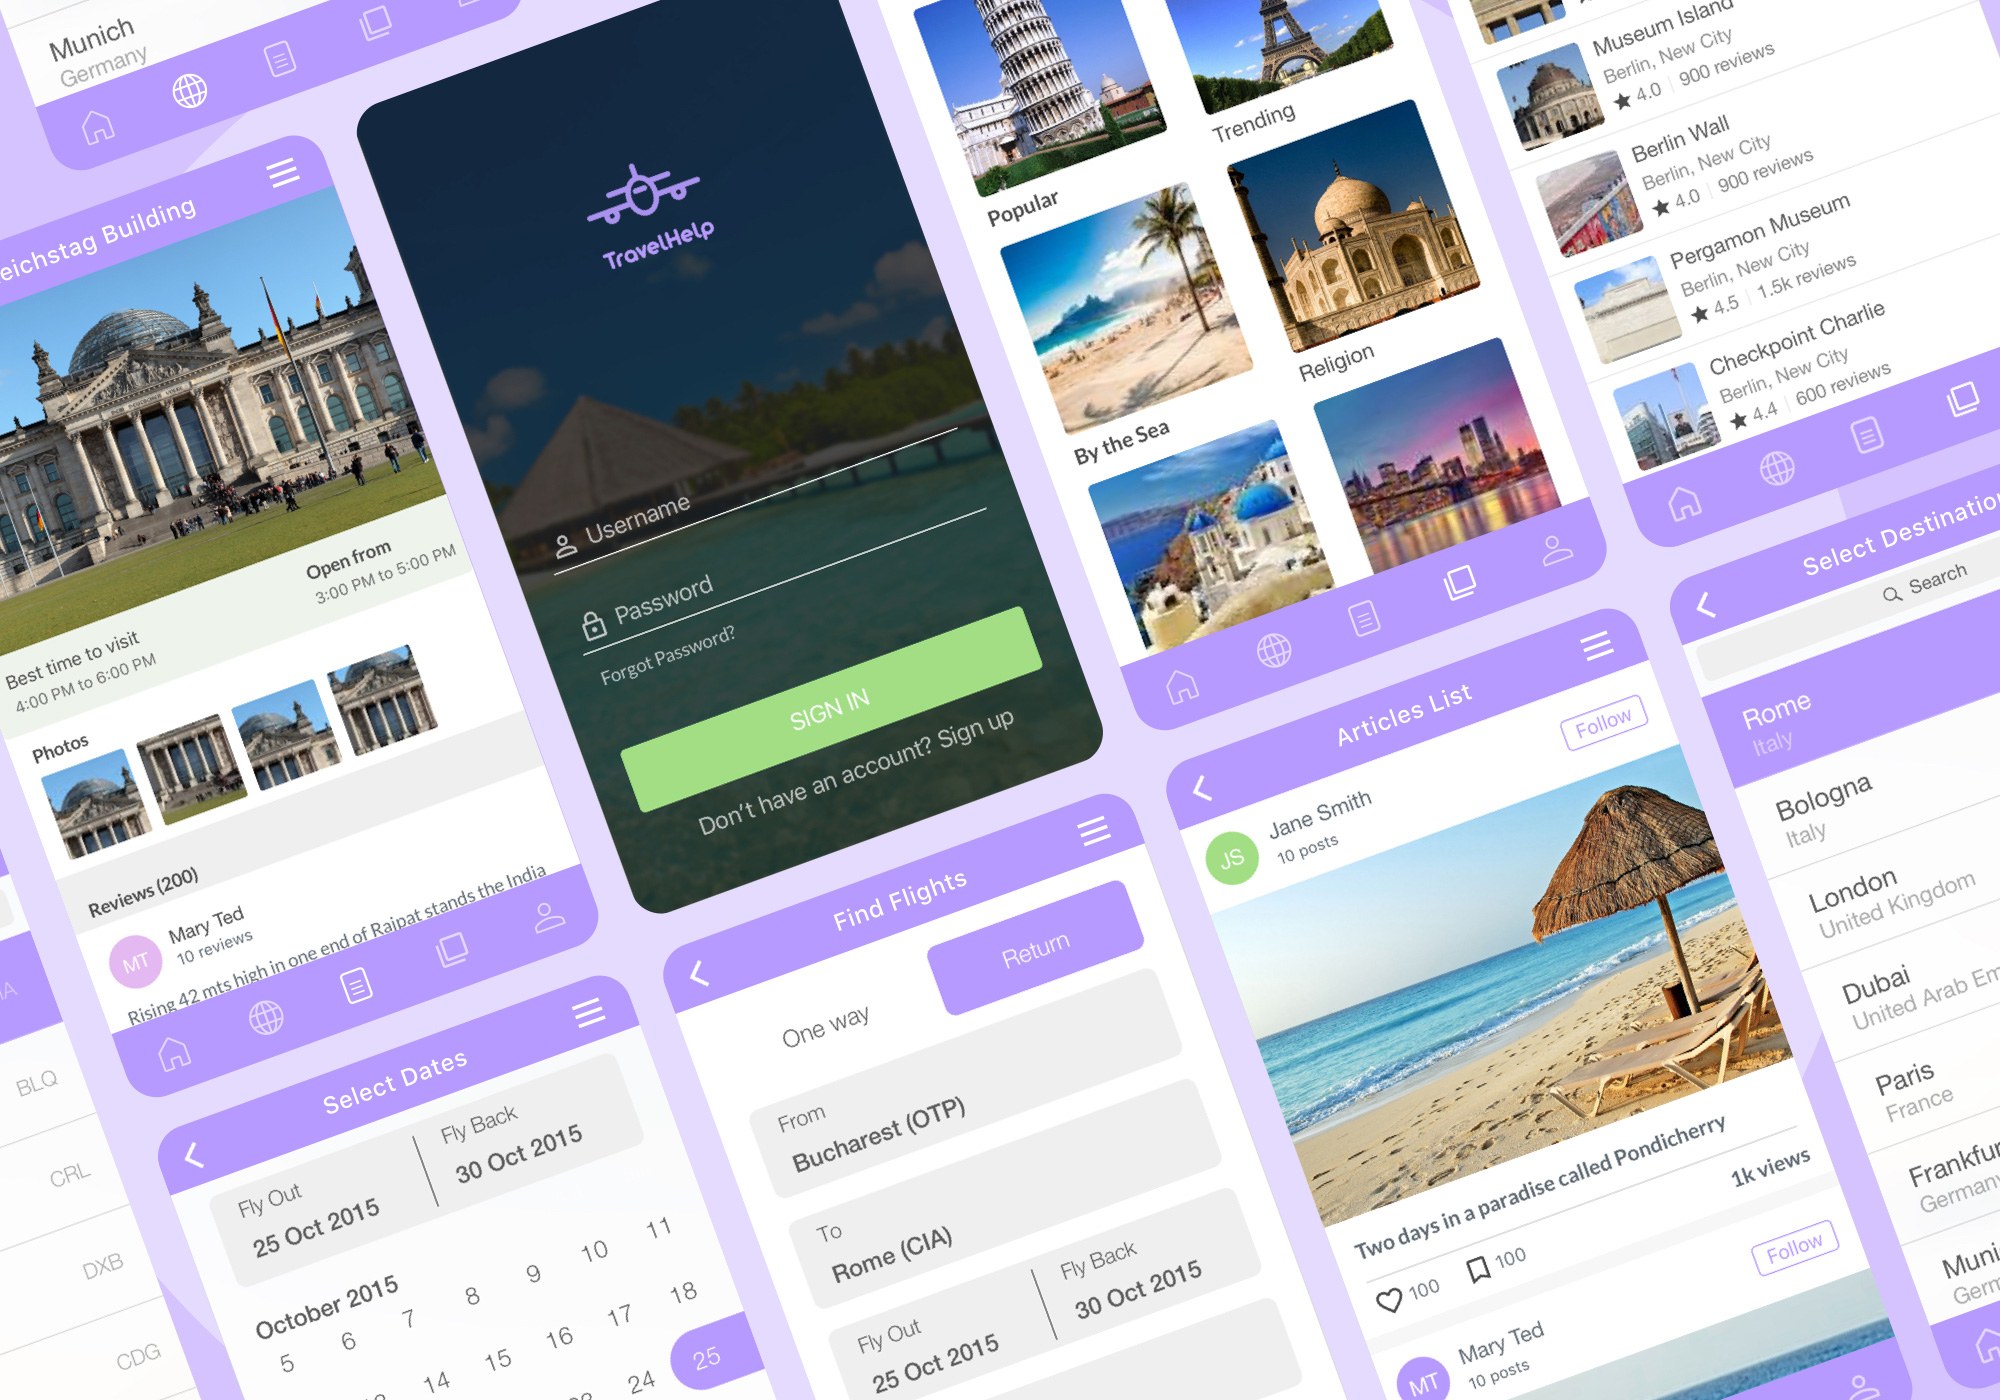 Munich
Germany
eichstag Building
Open from
3:00 PM to 5:00 PM
Best time to visit
4:00 PM to 6:00 PM
Photos
Reviews (200)
MT
Mary Ted
10 reviews
Rising 42 mts high in one end of Rajpat stands the India
BLQ
CRL
DXB
CDG
TravelHelp
Username
Password
Forgot Password?
SIGN IN
Don't have an account? Sign up
Select Dates
Fly Out
25 Oct 2015
Fly Back
30 Oct 2015
October 2015
5 6 7 8 9 10 11
14 15 16 17 18
24 25
Trending
Popular
Religion
By the Sea
Find Flights
One way
Return
From
Bucharest (OTP)
To
Rome (CIA)
Fly Out
25 Oct 2015
Fly Back
30 Oct 2015
Museum Island
Berlin, New City
4.0 900 reviews
Berlin Wall
Berlin, New City
4.0 900 reviews
Pergamon Museum
Berlin, New City
4.5 1.5k reviews
Checkpoint Charlie
Berlin, New City
4.4 600 reviews
Articles List
JS
Jane Smith
10 posts
Follow
Two days in a paradise called Pondicherry
1k views
100 100
MT
Mary Ted
10 posts
Follow
Select Destination
Search
Rome
Italy
Bologna
Italy
London
United Kingdom
Dubai
United Arab Em
Paris
France
Frankfur
Germany
Muni
Germ